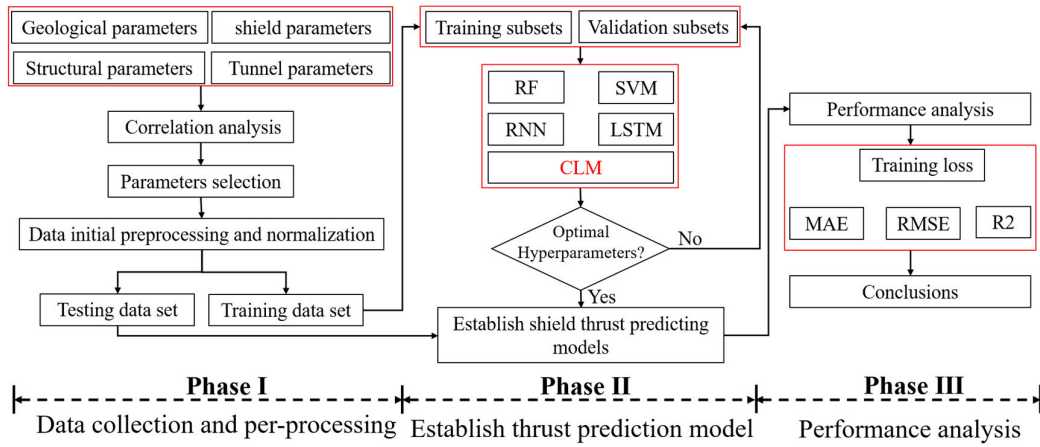 Geological parameters
shield parameters
Structural parameters
Tunnel parameters
Correlation analysis
Parameters selection
Data initial preprocessing and normalization
Testing data set
Training data set
Training subsets
Validation subsets
RF
SVM
RNN
LSTM
CLM
Optimal
Hyperparameters?
No
Yes
Establish shield thrust predicting
models
Performance analysis
Training loss
MAE
RMSE
R2
Conclusions
Phase I
Phase II
Phase III
Data collection and per-processing
Establish thrust prediction model
Performance analysis